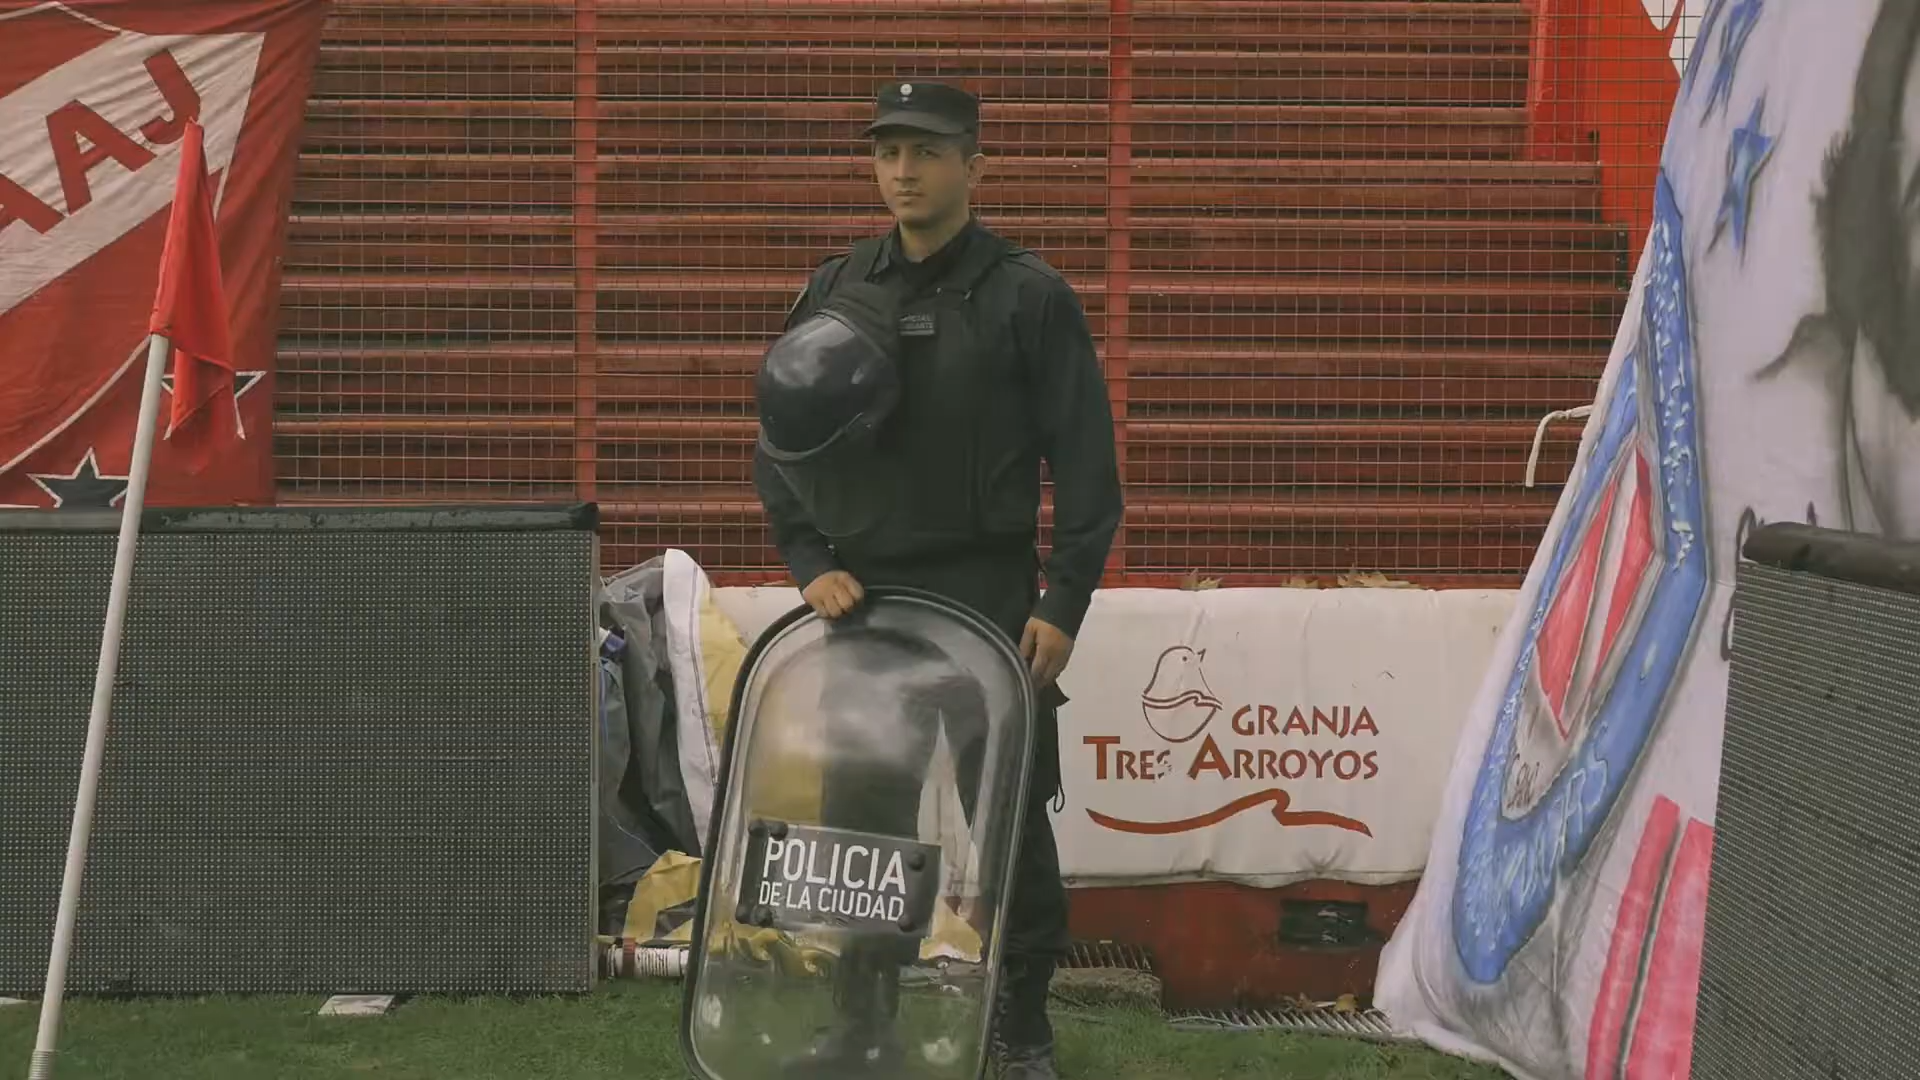 AAJ
POLICIA
DE LA CIUDAD
GRANJA
TRES ARROYOS